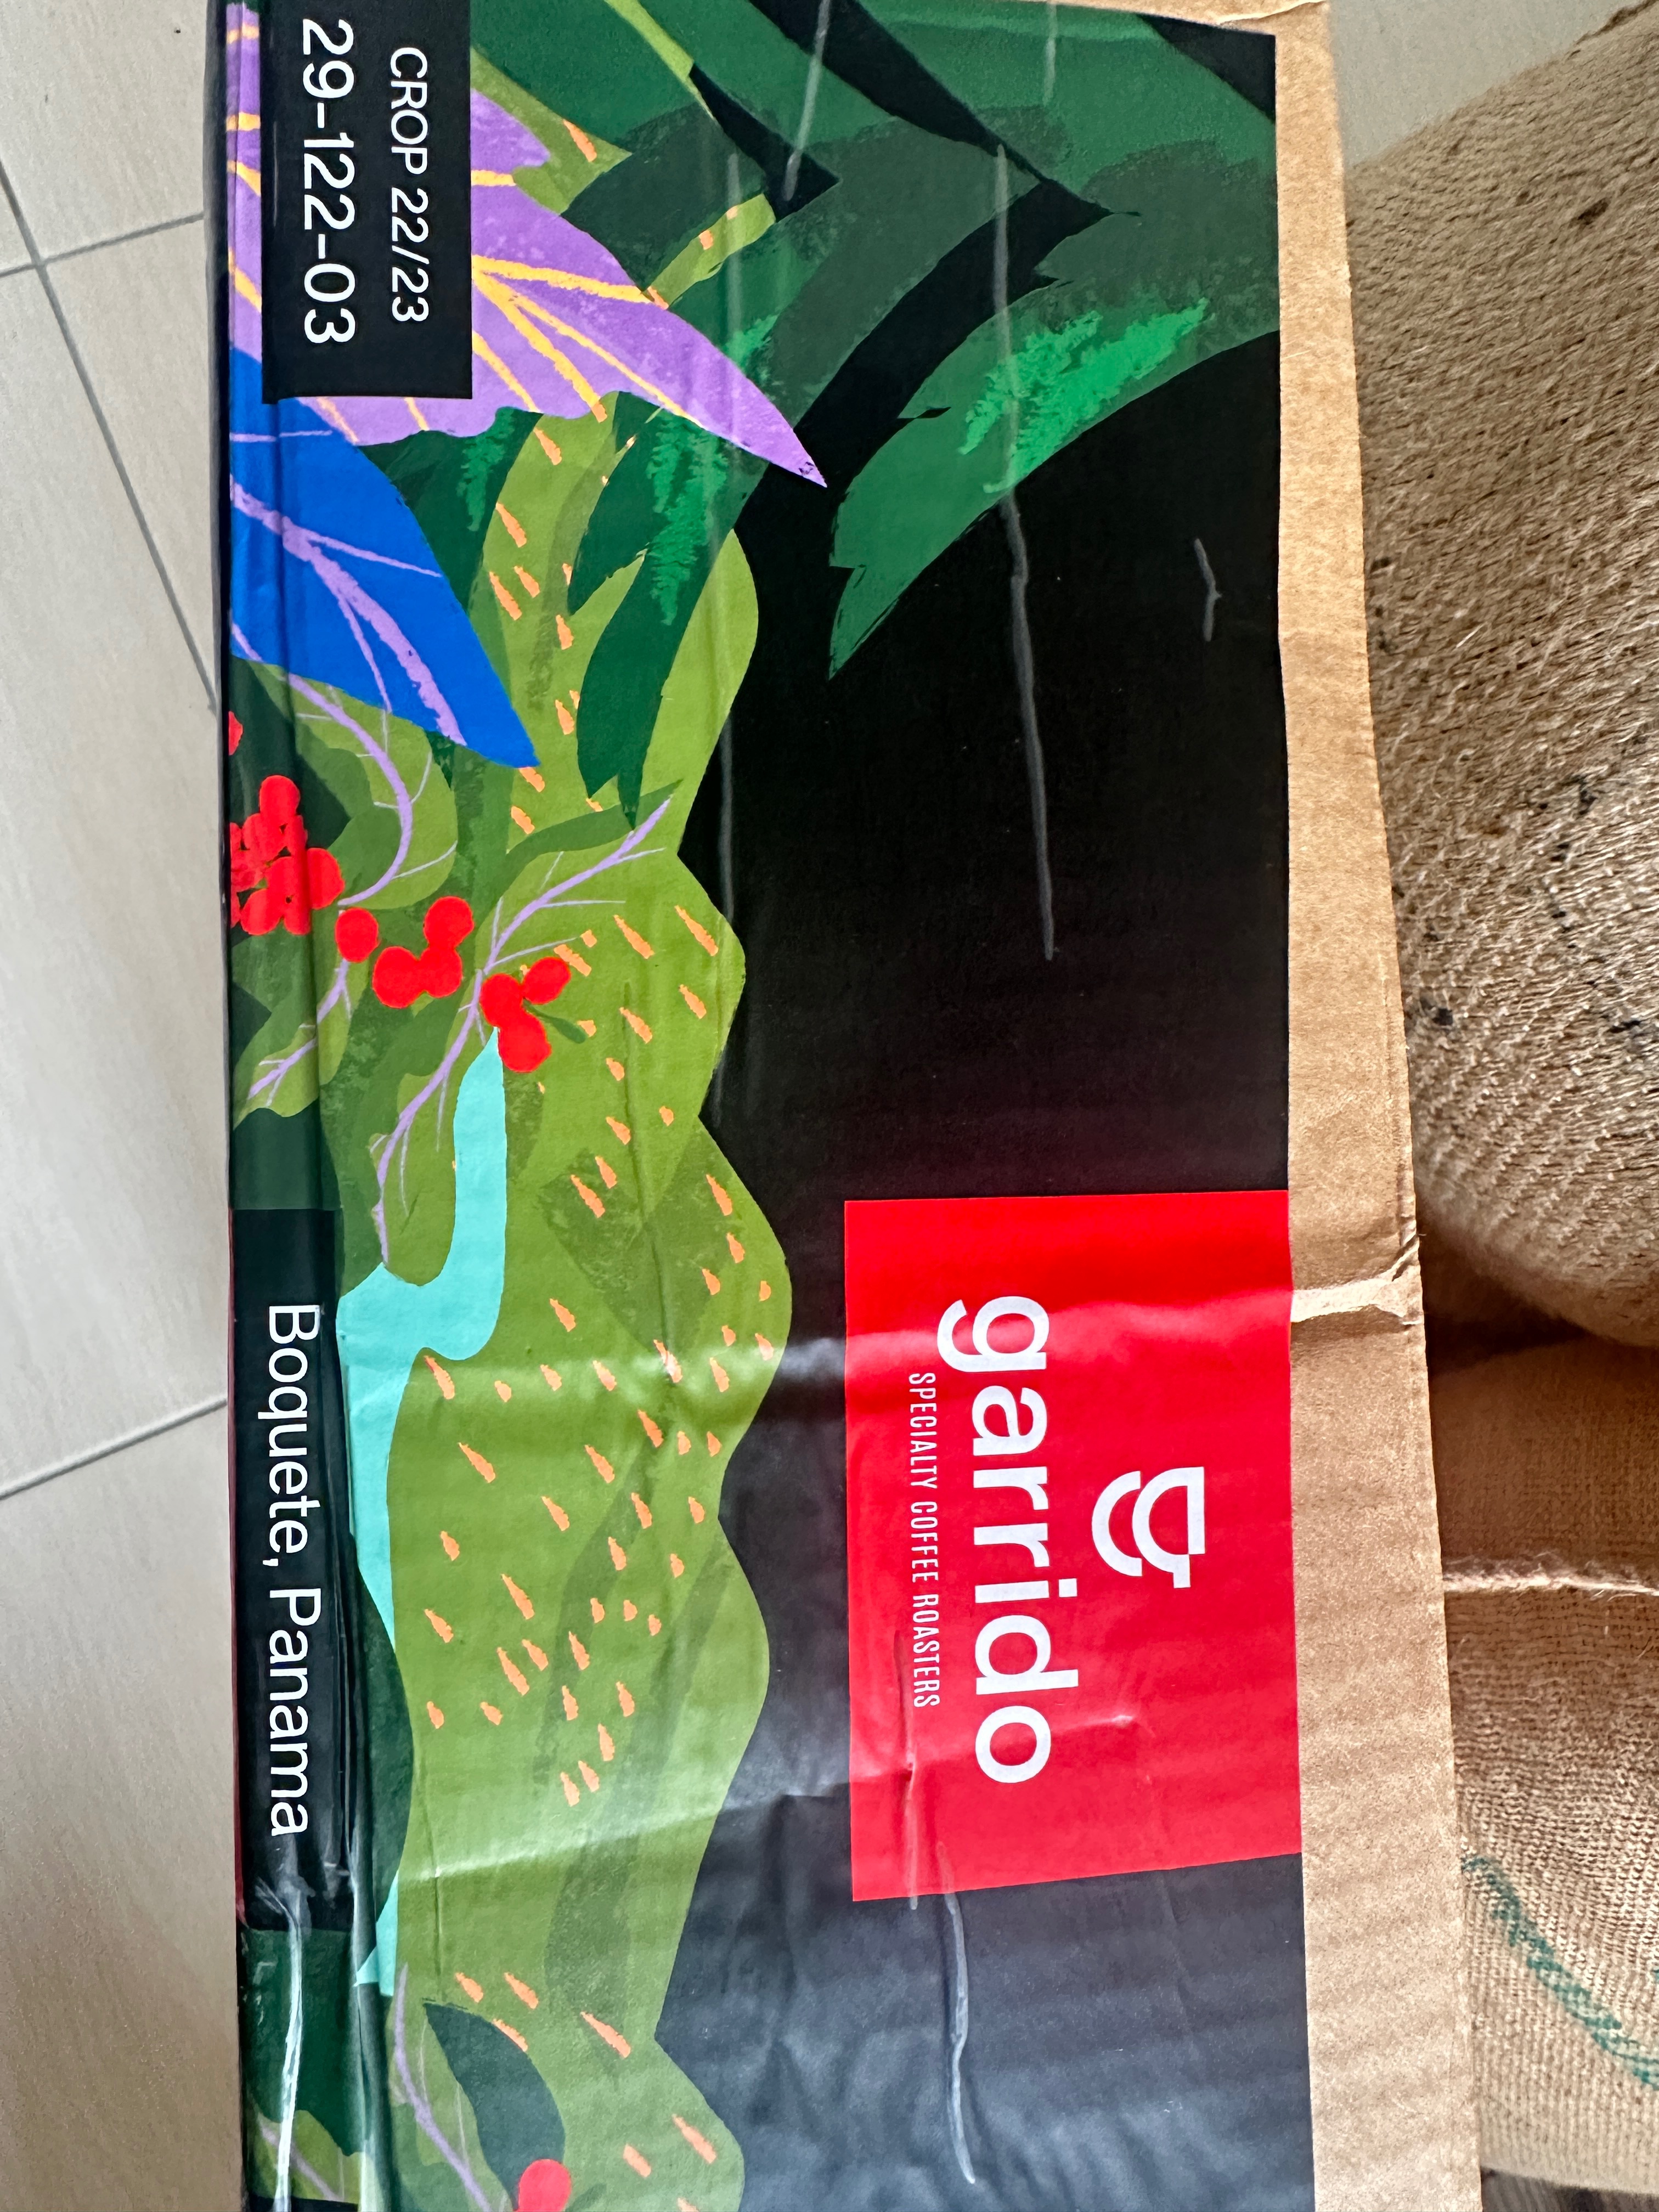 garrido
SPECIALTY COFFEE ROASTERS
CROP 22/23
29-122-03
Boquete, Panama